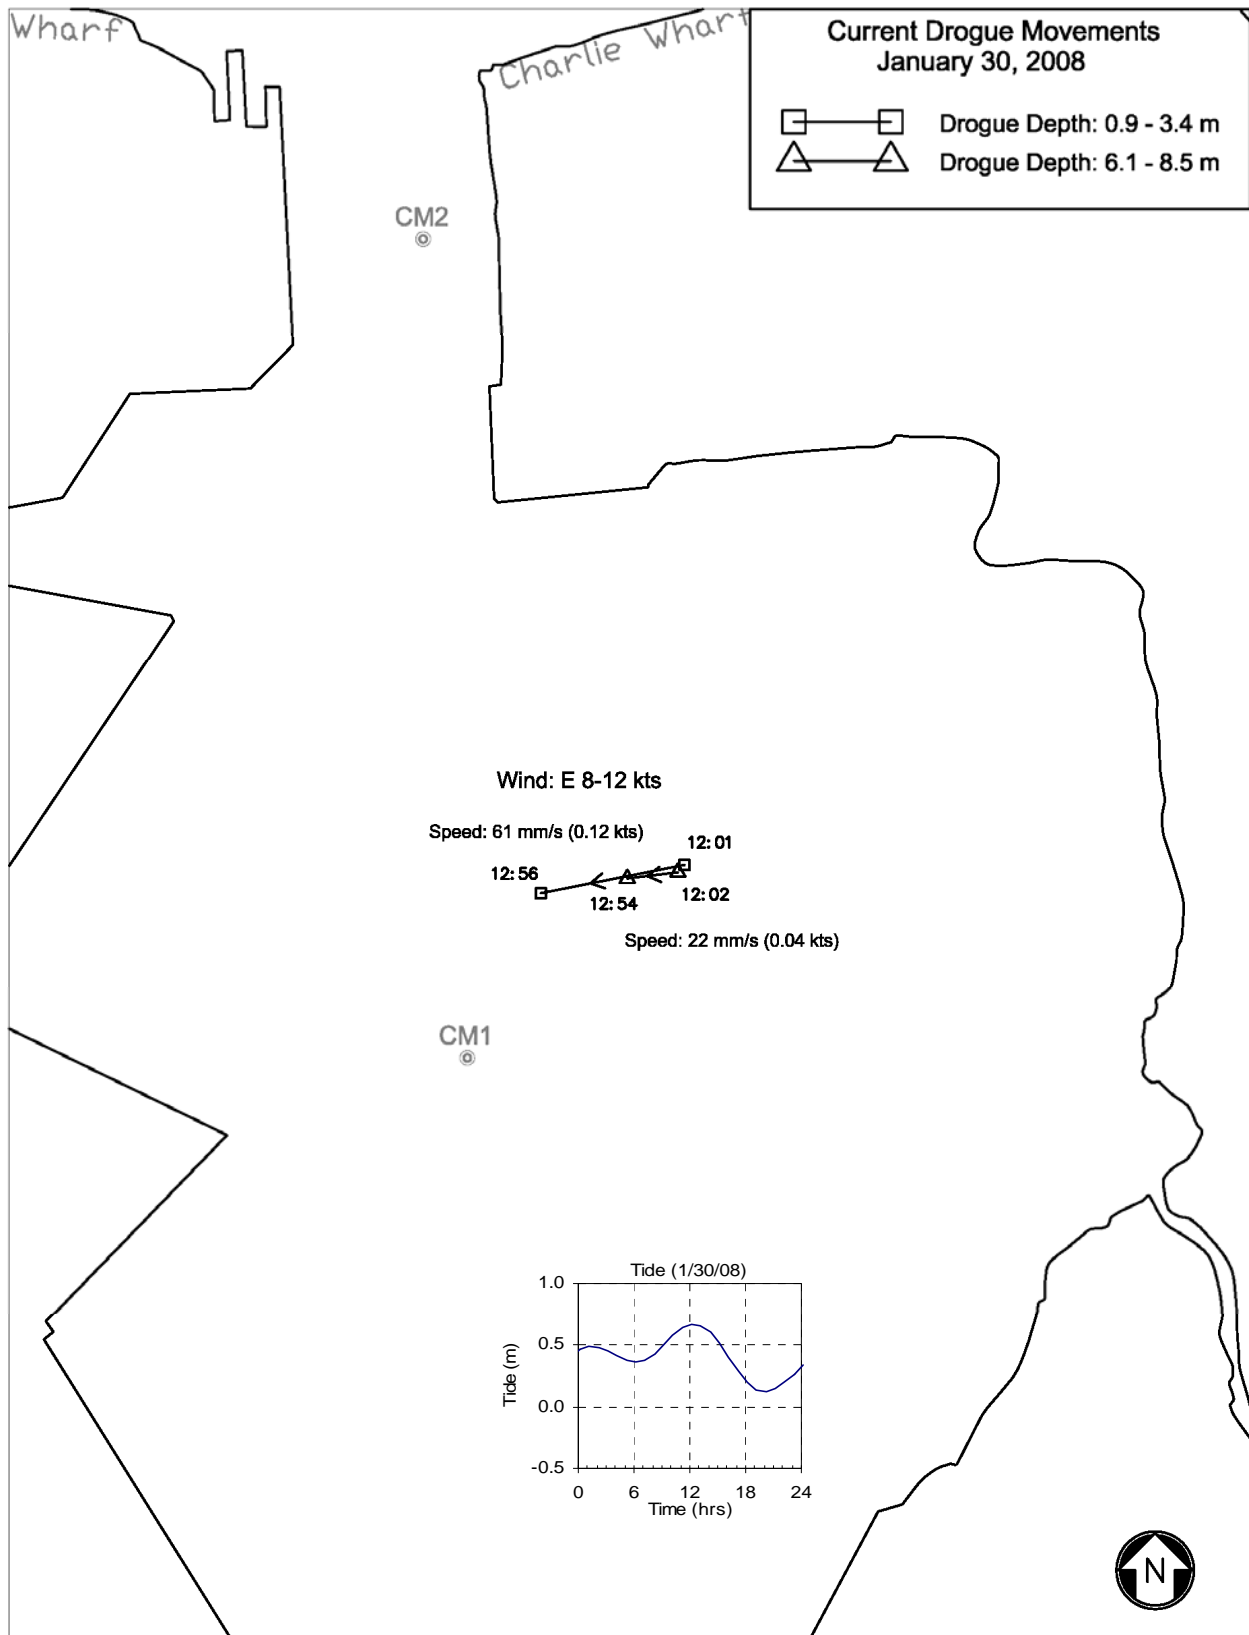 Wharf
Charlie Wharf
Current Drogue Movements
January 30, 2008
Drogue Depth: 0.9 - 3.4 m
Drogue Depth: 6.1 - 8.5 m
CM2
Wind: E 8-12 kts
Speed: 61 mm/s (0.12 kts)
12:01
12:56
12:54
12:02
Speed: 22 mm/s (0.04 kts)
CM1
Tide (1/30/08)
1.0
0.5
0.0
-0.5
Tide (m)
0 6 12 18 24
Time (hrs)
N